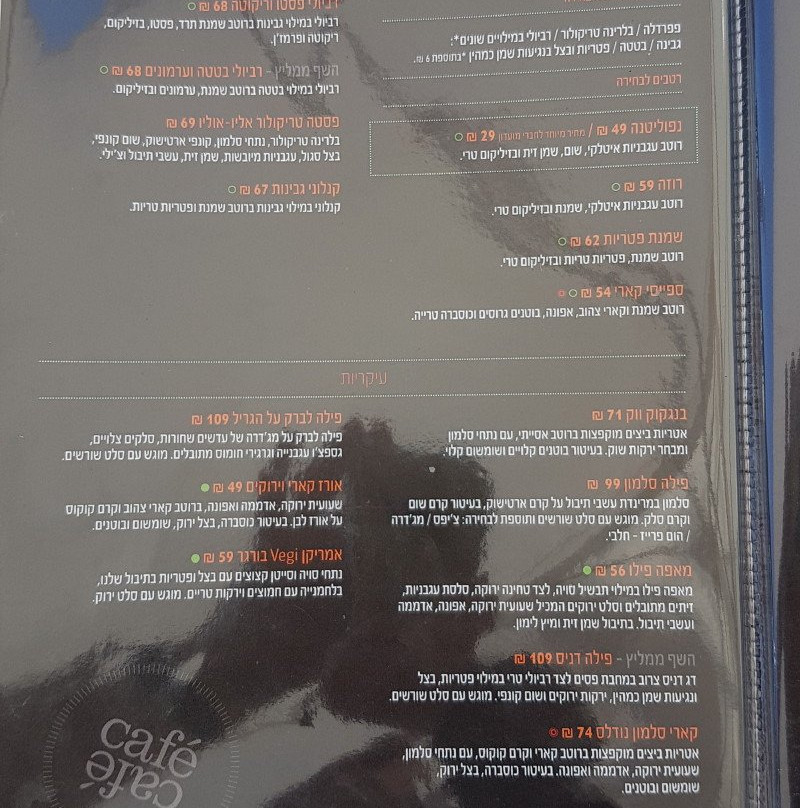 פפרדלה / בלרינה טריקולור / רביולי במילויים שונים*:
גבינה / בטטה / פטריות ובצל בנגיעות שמן כמהין *בתוספת 6 ₪.
רטבים לבחירה
נפוליטנה 49 ₪ / מחיר מיוחד לחברי מועדון 29 ₪
רוטב עגבניות איטלקי, שום, שמן זית ובזיליקום טרי.
רוזה 59 ₪
רוטב עגבניות איטלקי, שמנת ובזיליקום טרי.
שמנת פטריות 62 ₪
רוטב שמנת, פטריות טריות ובזיליקום טרי.
ספייסי קארי 54 ₪
רוטב שמנת וקארי צהוב, אפונה, בוטנים גרוסים וכוסברה טרייה.
רביולי פסטו וריקוטה 68 ₪
רביולי במילוי גבינות ברוטב שמנת תרד, פסטו, בזיליקום,
ריקוטה ופרמז'ן.
השף ממליץ - רביולי בטטה וערמונים 68 ₪
רביולי במילוי בטטה ברוטב שמנת, ערמונים ובזיליקום.
פסטה טריקולור אליו-אוליו 69 ₪
בלרינה טריקולור, נתחי סלמון, קונפי ארטישוק, שום קונפי,
בצל סגול, עגבניות מיובשות, שמן זית, עשבי תיבול וצ'ילי.
קנלוני גבינות 67 ₪
קנלוני במילוי גבינות ברוטב שמנת ופטריות טריות.
עיקריות
בנגקוק ווק 71 ₪
אטריות ביצים מוקפצות ברוטב אסייתי, עם נתחי סלמון
ומבחר ירקות שוק. בעיטור בוטנים קלויים ושומשום קלוי.
פילה סלמון 99 ₪
סלמון במרינדת עשבי תיבול על קרם ארטישוק, בעיטור קרם שום
וקרם סלק. מוגש עם סלט שורשים ותוספת לבחירה: צ'יפס / מג'דרה
/ הום פרייז - חלבי.
מאפה פילו 56 ₪
מאפה פילו במילוי תבשיל סויה, לצד טחינה ירוקה, סלסת עגבניות,
זיתים מתובלים וסלט ירוקים המכיל שעועית ירוקה, אפונה, אדממה
ועשבי תיבול. בתיבול שמן זית ומיץ לימון.
השף ממליץ - פילה דניס 109 ₪
דג דניס צרוב במחבת פסים לצד רביולי טרי במילוי פטריות, בצל
ונגיעות שמן כמהין, ירקות ירוקים ושום קונפי. מוגש עם סלט שורשים.
קארי סלמון נודלס 74 ₪
אטריות ביצים מוקפצות ברוטב קארי וקרם קוקוס, עם נתחי סלמון,
שעועית ירוקה, אדממה ואפונה. בעיטור כוסברה, בצל ירוק,
שומשום ובוטנים.
פילה לברק על הגריל 109 ₪
פילה לברק על מג'דרה של עדשים שחורות, סלקים צלויים,
גספצ'ו עגבנייה וגרגירי חומוס מתובלים. מוגש עם סלט שורשים.
אורז קארי וירוקים 49 ₪
שעועית ירוקה, אדממה ואפונה, ברוטב קארי צהוב וקרם קוקוס
על אורז לבן. בעיטור כוסברה, בצל ירוק, שומשום ובוטנים.
אמריקן Vegi בורגר 59 ₪
נתחי סויה וסייטן קצוצים עם בצל ופטריות בתיבול שלנו,
בלחמנייה עם חמוצים וירקות טריים. מוגש עם סלט ירוק.
café
café